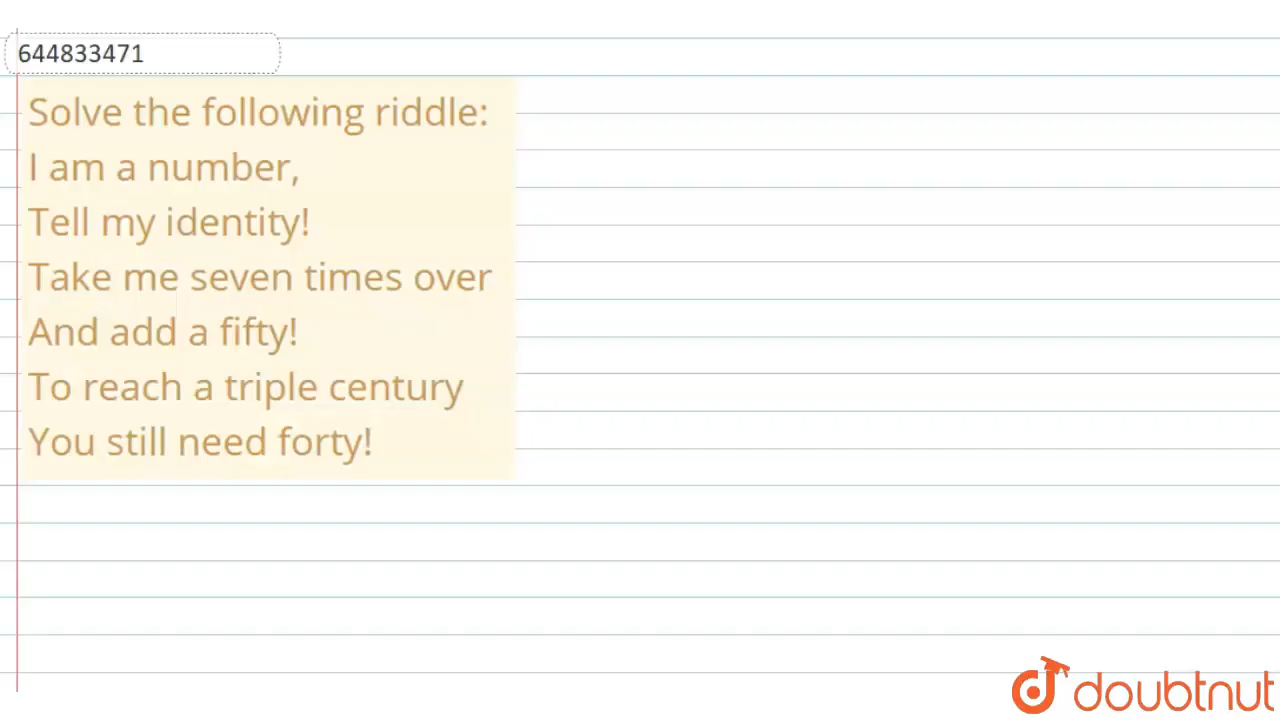 644833471
Solve the following riddle:
I am a number,
Tell my identity!
Take me seven times over
And add a fifty!
To reach a triple century
You still need forty!
doubtnut